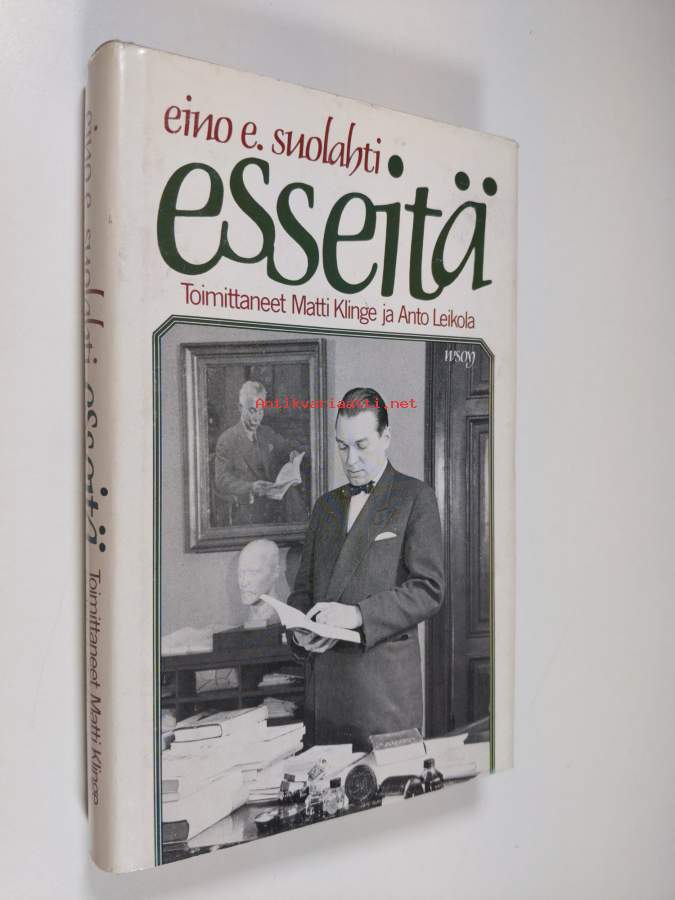 eino e. suolahti
esseitä
Toimittaneet Matti Klinge ja Anto Leikola
wsoy
Antikvariaatti.net
eino e. suolahti esseitä Toimittaneet Matti Klinge